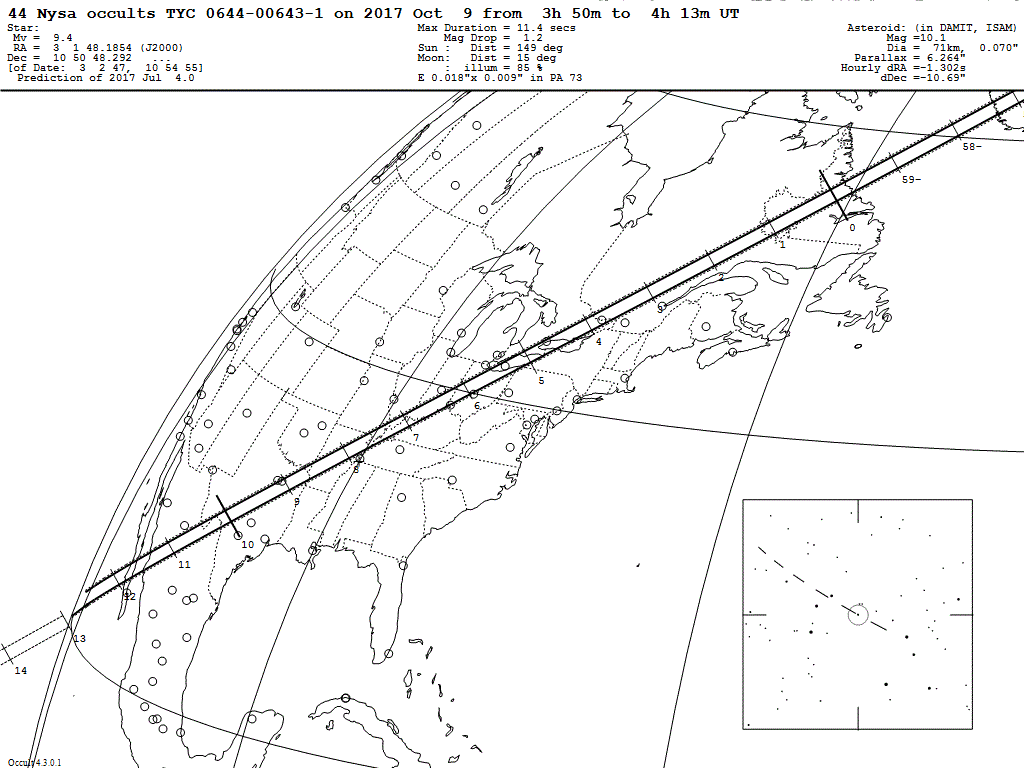 44 Nysa occults TYC 0644-00643-1 on 2017 Oct  9 from  3h 50m to  4h 13m UT
Star:
Mv =  9.4
RA =  3  1 48.1854 (J2000)
Dec = 10 50 48.292   ...
[of Date:  3  2 47,  10 54 55]
Prediction of 2017 Jul  4.0
Max Duration = 11.4 secs
Mag Drop =  1.2
Sun :   Dist = 149 deg
Moon:   Dist = 15 deg
:  illum = 85 %
E 0.018"x 0.009" in PA 73
Asteroid:  (in DAMIT, ISAM)
Mag =10.1
Dia =  71km,  0.070"
Parallax = 6.264"
Hourly dRA =-1.302s
dDec =-10.69"
58-
59-
0
1
2
3
4
5
6
7
8
9
10
11
12
13
14
Occult 4.3.0.1